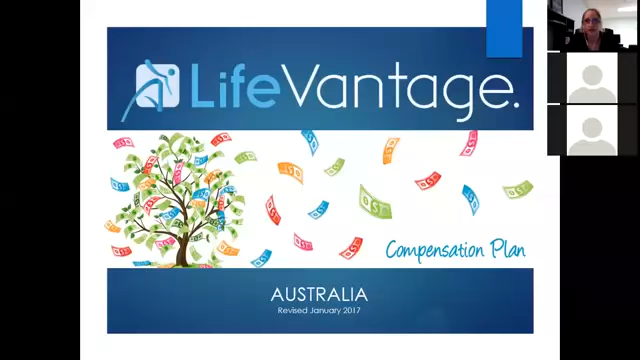 LifeVantage.
Compensation Plan
AUSTRALIA
Revised January 2017